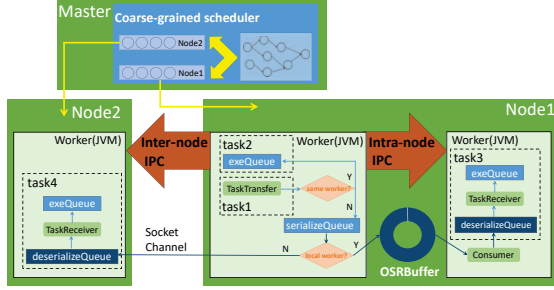 Master
Coarse-grained scheduler
Node2
Node1
Node2
Node1
Worker(JVM)
Inter-node
IPC
Worker(JVM)
Intra-node
IPC
Worker(JVM)
task2
exeQueue
task3
exeQueue
task4
exeQueue
TaskTransfer
same worker?
Y
TaskReceiver
task1
N
TaskReceiver
serializeQueue
deserializeQueue
Socket
Channel
deserializeQueue
N
local worker?
Y
OSRBuffer
Consumer